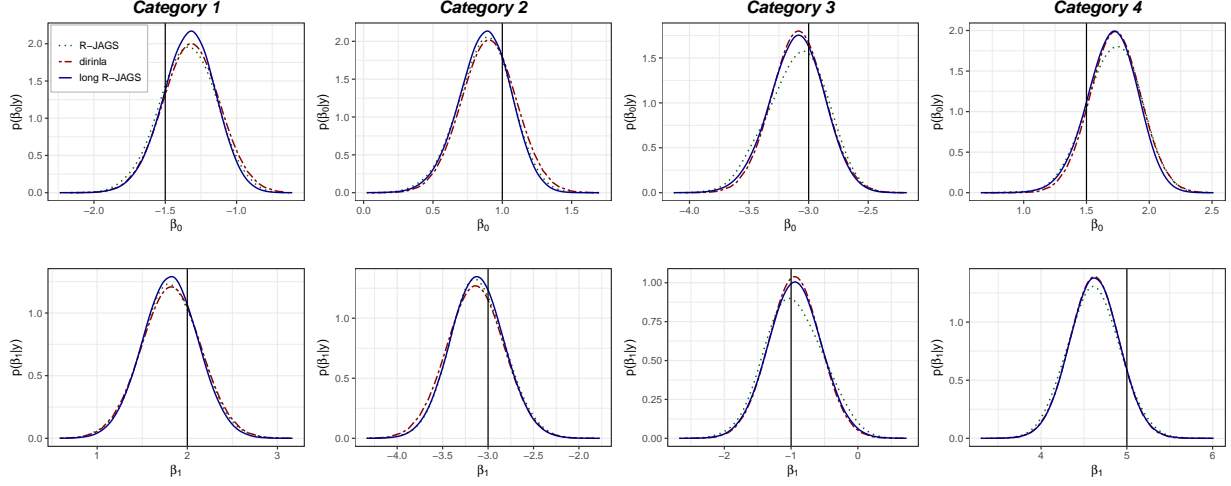 Category 1 Category 2 Category 3 Category 4
R−JAGS
dirinla
long R−JAGS
p(β0|y)
2.0
1.5
1.0
0.5
0.0
−2.0 −1.5 −1.0
β0
p(β0|y)
2.0
1.5
1.0
0.5
0.0
0.0 0.5 1.0 1.5
β0
p(β0|y)
1.5
1.0
0.5
0.0
−4.0 −3.5 −3.0 −2.5
β0
p(β0|y)
2.0
1.5
1.0
0.5
0.0
1.0 1.5 2.0 2.5
β0
p(β1|y)
1.0
0.5
0.0
1 2 3
β1
p(β1|y)
1.0
0.5
0.0
−4.0 −3.5 −3.0 −2.5 −2.0
β1
p(β1|y)
1.00
0.75
0.50
0.25
0.00
−2 −1 0
β1
p(β1|y)
1.0
0.5
0.0
4 5 6
β1